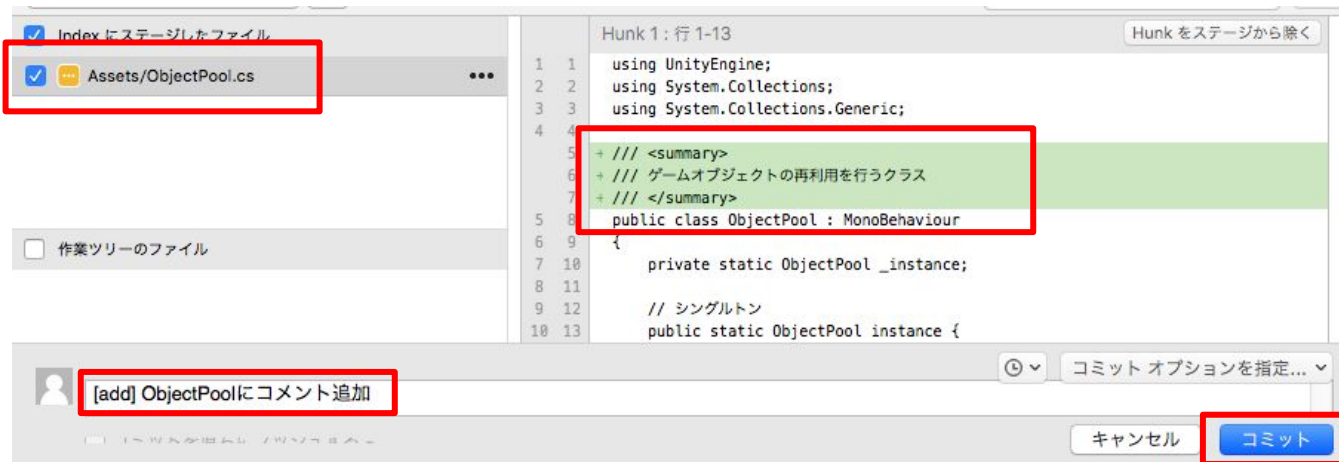 Index にステージしたファイル
Assets/ObjectPool.cs
•••
作業ツリーのファイル
Hunk 1 : 行 1-13
Hunk をステージから除く
1 1 using UnityEngine;
2 2 using System.Collections;
3 3 using System.Collections.Generic;
4 4
5 + /// <summary>
6 + /// ゲームオブジェクトの再利用を行うクラス
7 + /// </summary>
5 8 public class ObjectPool : MonoBehaviour
6 9 {
7 10 private static ObjectPool _instance;
8 11
9 12 // シングルトン
10 13 public static ObjectPool instance {
コミット オプションを指定...
[add] ObjectPoolにコメント追加
キャンセル
コミット